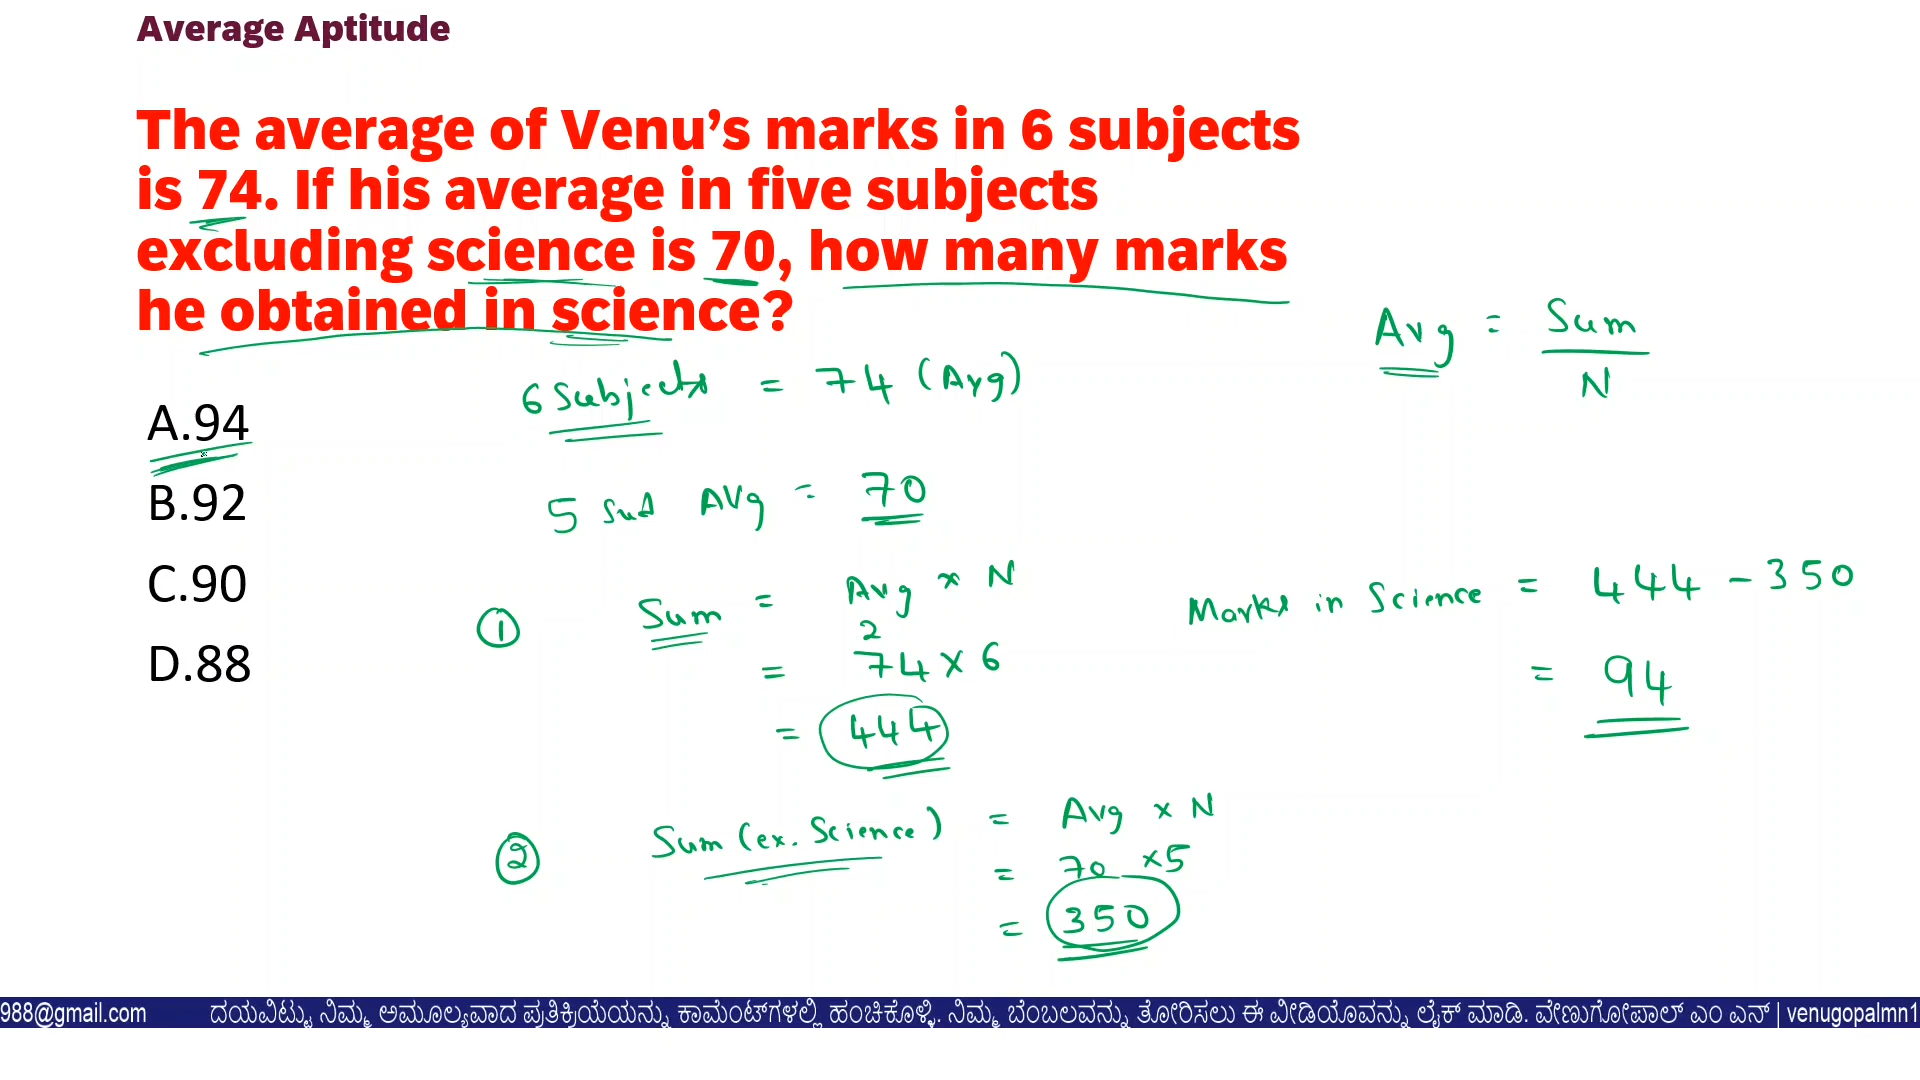 Average Aptitude
The average of Venu’s marks in 6 subjects
is 74. If his average in five subjects
excluding science is 70, how many marks
he obtained in science?
Avg = Sum
N
6 Subjects = 74 (Avg)
A.94
B.92
C.90
D.88
5 Sub AVg = 70
① Sum = Avg × N
2
= 74 × 6
= 444
Marks in Science = 444 - 350
= 94
② Sum (ex. Science) = Avg × N
= 70 ×5
= 350
988@gmail.com ದಯವಿಟ್ಟು ನಿಮ್ಮ ಅಮೂಲ್ಯವಾದ ಪ್ರತಿಕ್ರಿಯೆಯನ್ನು ಕಾಮೆಂಟ್‌ಗಳಲ್ಲಿ ಹಂಚಿಕೊಳ್ಳಿ. ನಿಮ್ಮ ಬೆಂಬಲವನ್ನು ತೋರಿಸಲು ಈ ವೀಡಿಯೊವನ್ನು ಲೈಕ್ ಮಾಡಿ. ವೇಣುಗೋಪಾಲ್ ಎಂ ಎನ್ | venugopalmn1